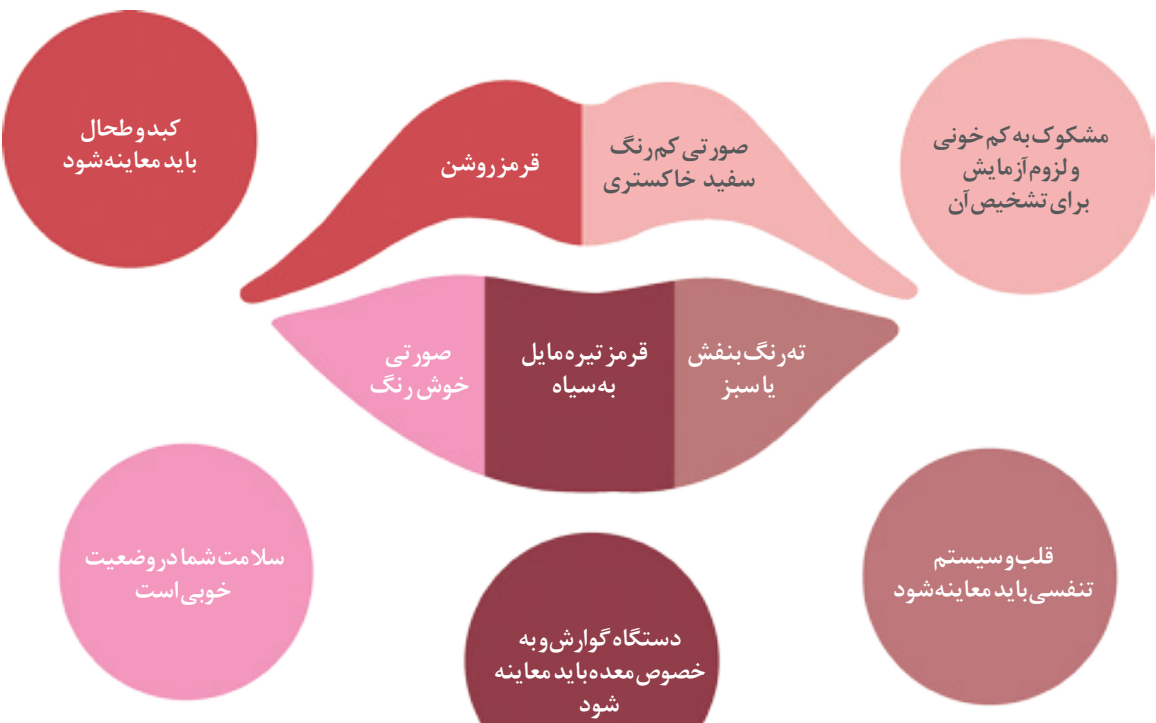 مشکوک به کم خونی
و لزوم آزمایش
برای تشخیص آن
صورتی کم رنگ
سفید خاکستری
قرمز روشن
کبد و طحال
باید معاینه شود
ته رنگ بنفش
یا سبز
قرمز تیره مایل
به سیاه
صورتی
خوش رنگ
قلب و سیستم
تنفسی باید معاینه شود
دستگاه گوارش و به
خصوص معده باید معاینه
شود
سلامت شما در وضعیت
خوبی است